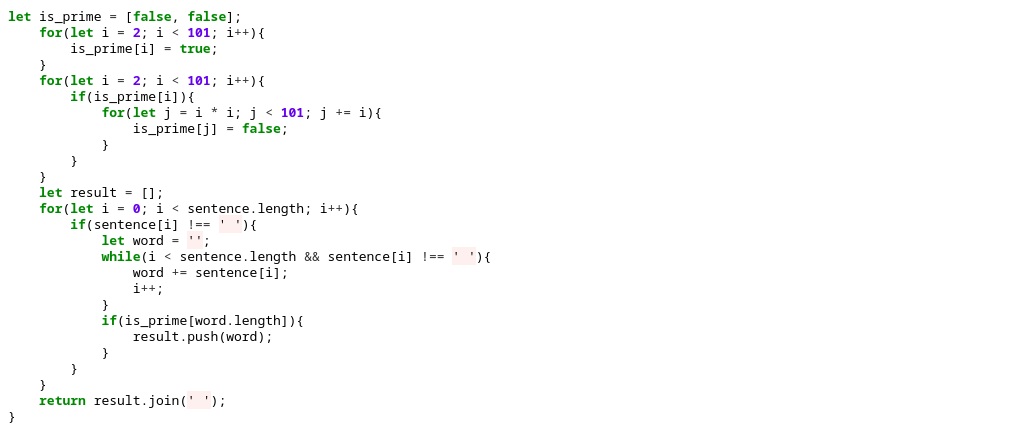 let is_prime = [false, false];
    for(let i = 2; i < 101; i++){
        is_prime[i] = true;
    }
    for(let i = 2; i < 101; i++){
        if(is_prime[i]){
            for(let j = i * i; j < 101; j += i){
                is_prime[j] = false;
            }
        }
    }
    let result = [];
    for(let i = 0; i < sentence.length; i++){
        if(sentence[i] !== ' '){
            let word = '';
            while(i < sentence.length && sentence[i] !== ' '){
                word += sentence[i];
                i++;
            }
            if(is_prime[word.length]){
                result.push(word);
            }
        }
    }
    return result.join(' ');
}